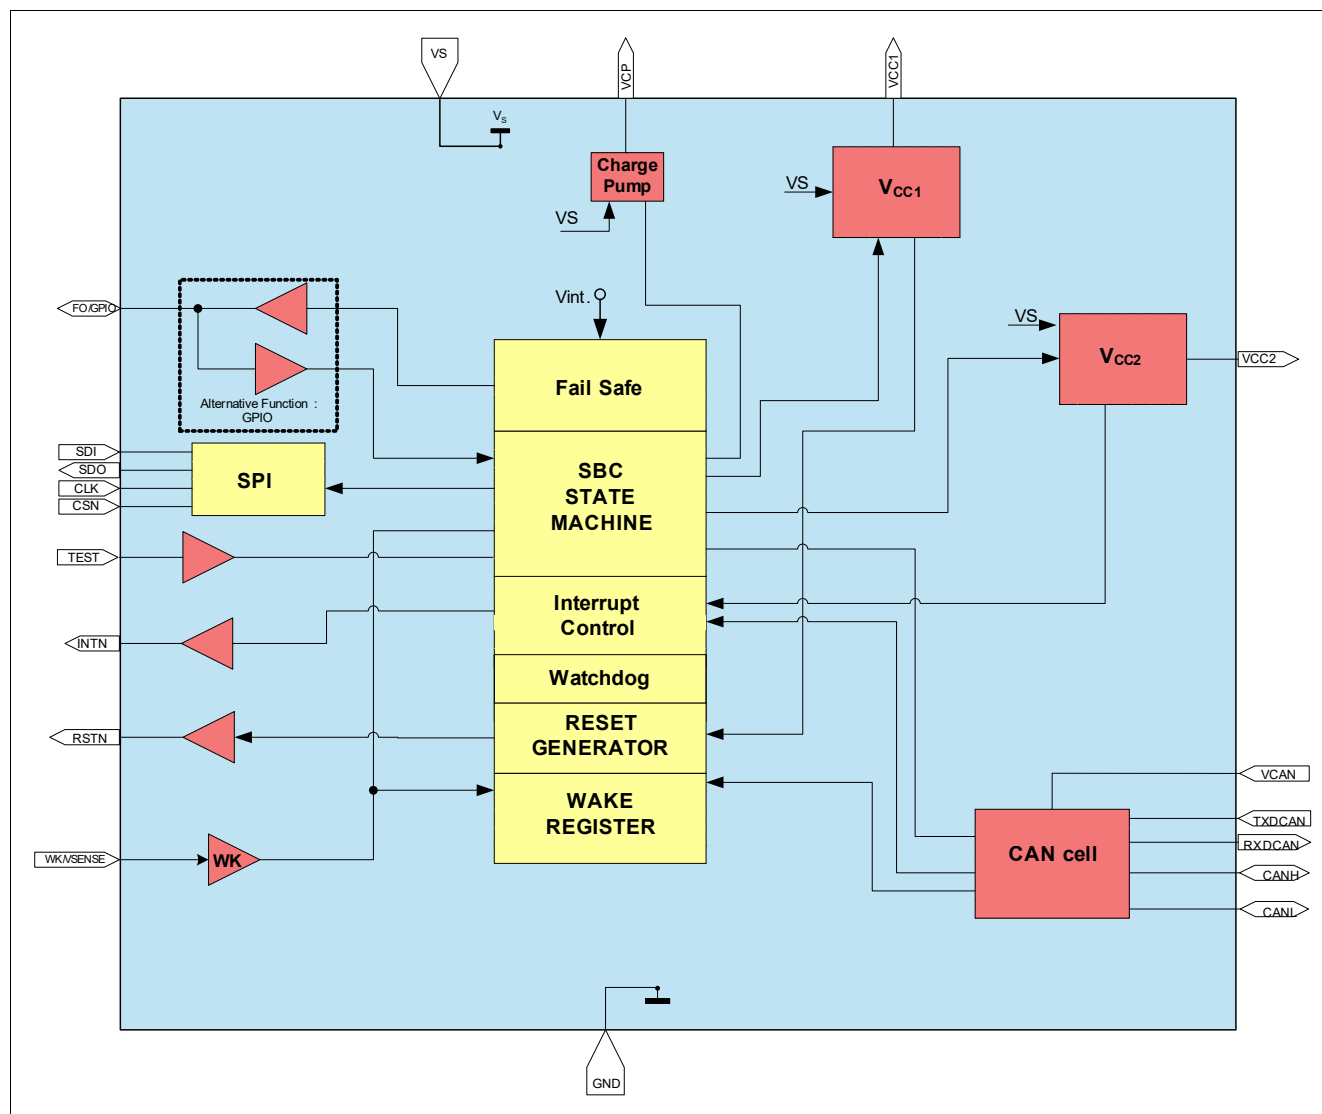 VS
VCP
VCC1
Vs
Charge
Pump
VS
VS
VCC1
FO/GPIO
Vint.
VS
VCC2
VCC2
Alternative Function :
GPIO
Fail Safe
SDI
SDO
CLK
CSN
SPI
SBC
STATE
MACHINE
TEST
Interrupt
Control
INTN
Watchdog
RSTN
RESET
GENERATOR
VCAN
WAKE
REGISTER
TXDCAN
RXDCAN
CAN cell
CANH
CANL
WK/VSENSE
WK
GND